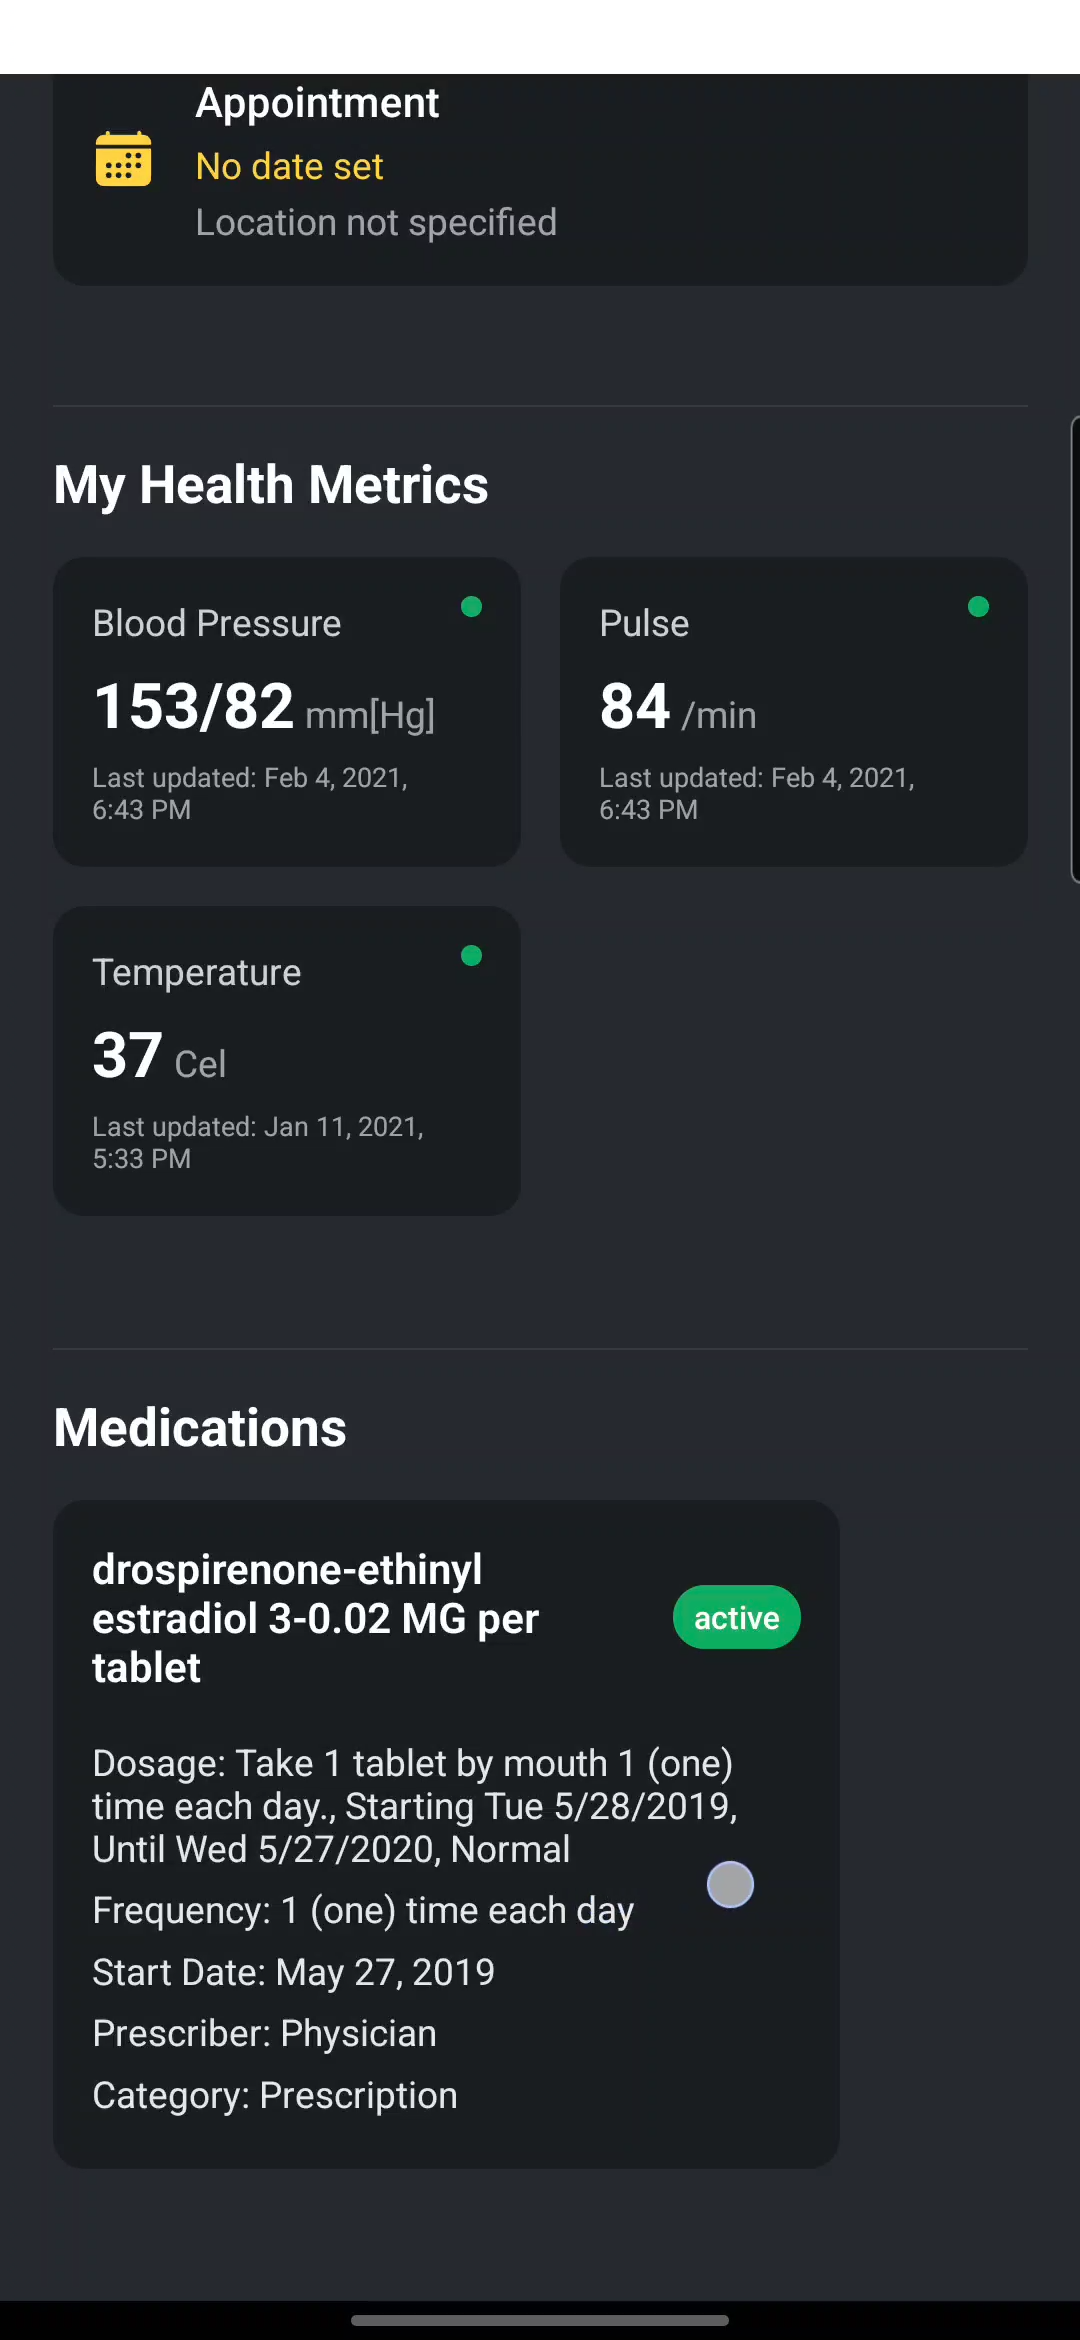 Appointment
No date set
Location not specified
My Health Metrics
Blood Pressure
153/82 mm[Hg]
Last updated: Feb 4, 2021,
6:43 PM
Pulse
84 /min
Last updated: Feb 4, 2021,
6:43 PM
Temperature
37 Cel
Last updated: Jan 11, 2021,
5:33 PM
Medications
drospirenone-ethinyl
estradiol 3-0.02 MG per
tablet
active
Dosage: Take 1 tablet by mouth 1 (one)
time each day., Starting Tue 5/28/2019,
Until Wed 5/27/2020, Normal
Frequency: 1 (one) time each day
Start Date: May 27, 2019
Prescriber: Physician
Category: Prescription